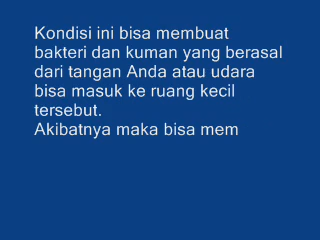 Kondisi ini bisa membuat
bakteri dan kuman yang berasal
dari tangan Anda atau udara
bisa masuk ke ruang kecil
tersebut.
Akibatnya maka bisa mem